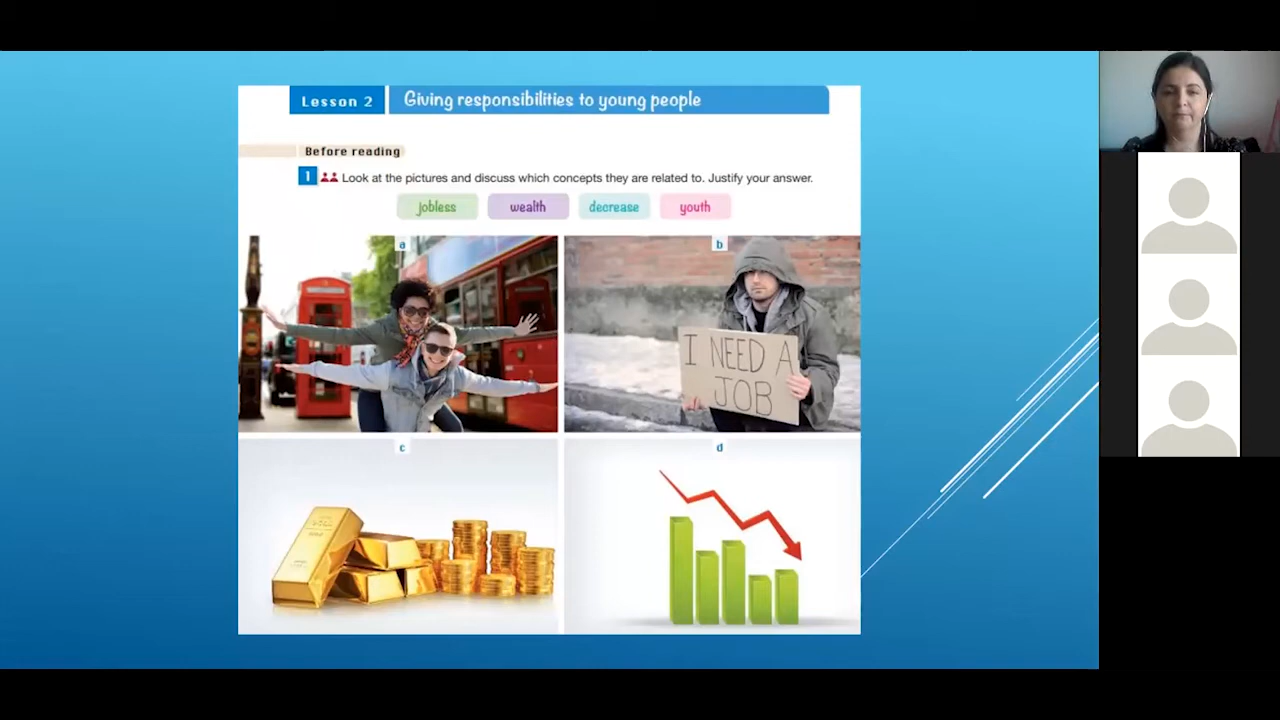 Lesson 2
Giving responsibilities to young people
Before reading
1 Look at the pictures and discuss which concepts they are related to. Justify your answer.
jobless wealth decrease youth
a
b
I NEED A
JOB
c
d